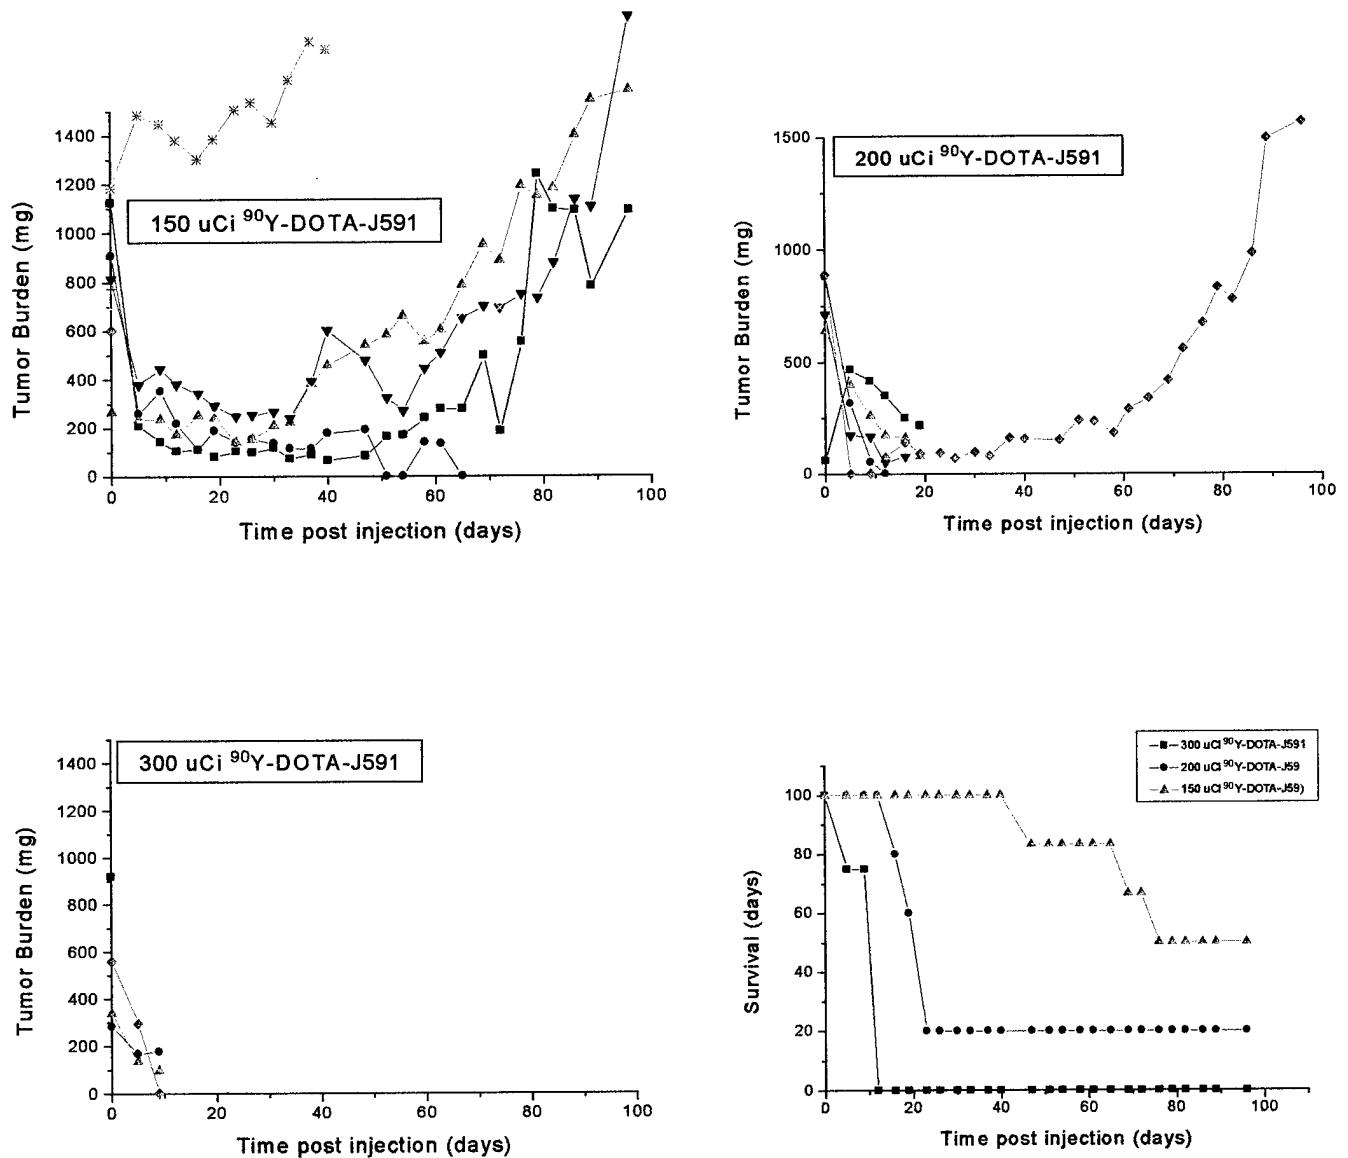 1400
1200
1000
800
600
400
200
0
Tumor Burden (mg)
150 uCi ⁹⁰Y-DOTA-J591
0 20 40 60 80 100
Time post injection (days)
1500
1000
500
0
Tumor Burden (mg)
200 uCi ⁹⁰Y-DOTA-J591
0 20 40 60 80 100
Time post injection (days)
1400
1200
1000
800
600
400
200
0
Tumor Burden (mg)
300 uCi ⁹⁰Y-DOTA-J591
0 20 40 60 80 100
Time post injection (days)
300 uCi ⁹⁰Y-DOTA-J591
200 uCi ⁹⁰Y-DOTA-J59
150 uCi ⁹⁰Y-DOTA-J59)
100
80
60
40
20
0
Survival (days)
0 20 40 60 80 100
Time post injection (days)